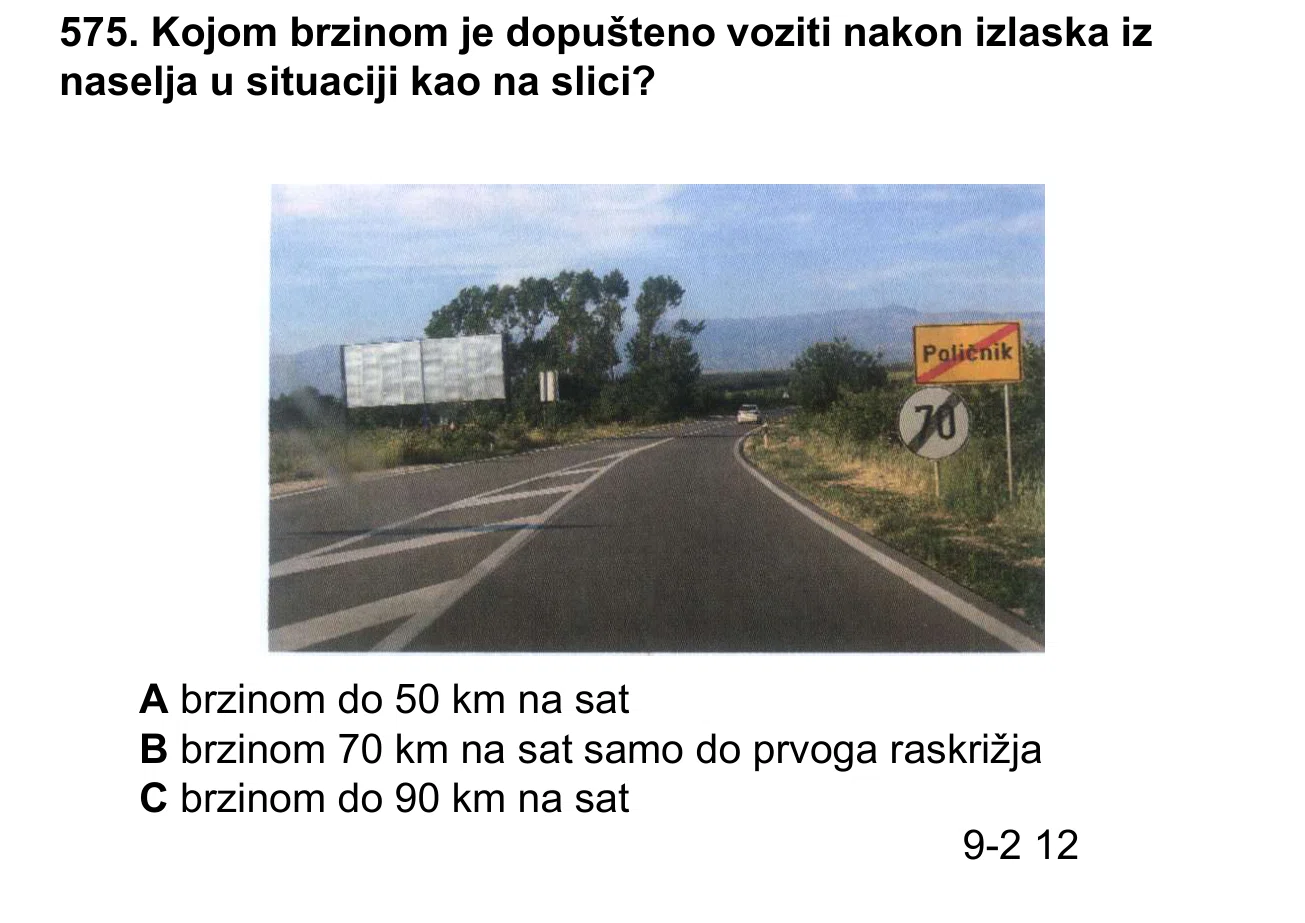 575. Kojom brzinom je dopušteno voziti nakon izlaska iz
naselja u situaciji kao na slici?
Poličnik
70
A brzinom do 50 km na sat
B brzinom 70 km na sat samo do prvoga raskrižja
C brzinom do 90 km na sat
9-2 12